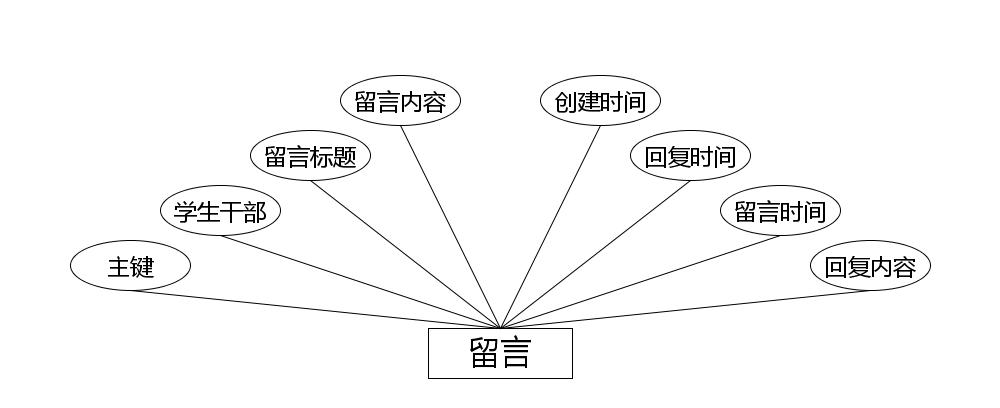 留言内容
创建时间
留言标题
回复时间
学生干部
留言时间
主键
回复内容
留言